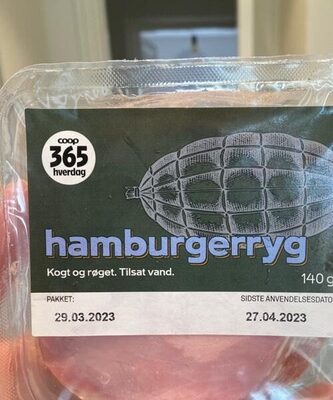 coop
365
hverdag
hamburgerryg
Kogt og røget. Tilsat vand.
140 g
PAKKET: SIDSTE ANVENDELSESDATO
29.03.2023 27.04.2023